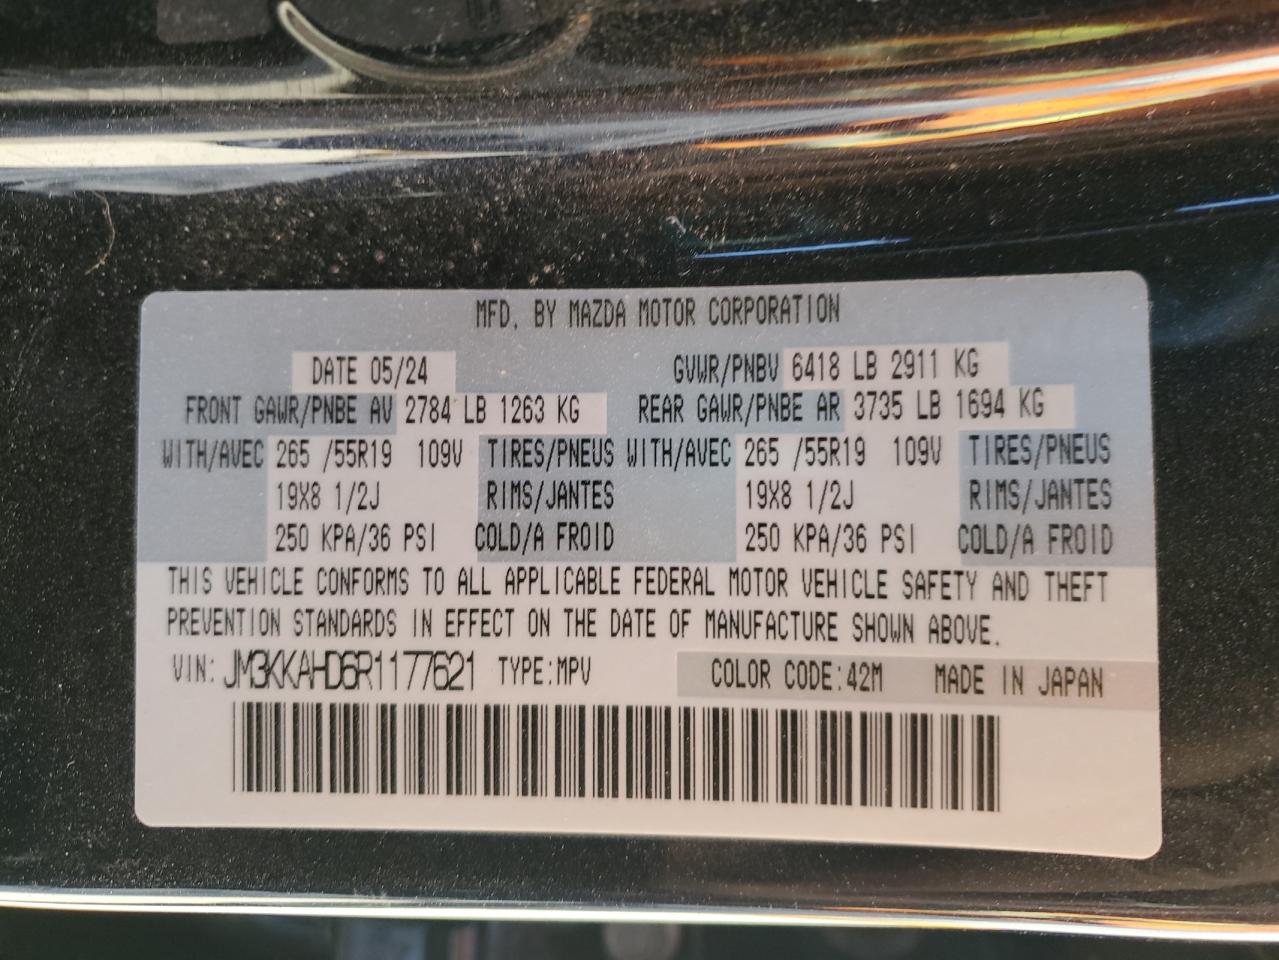 MFD. BY MAZDA MOTOR CORPORATION
DATE 05/24 GVWR/PNBV 6418 LB 2911 KG
FRONT GAWR/PNBE AV 2784 LB 1263 KG REAR GAWR/PNBE AR 3735 LB 1694 KG
WITH/AVEC 265 /55R19 109V TIRES/PNEUS WITH/AVEC 265 /55R19 109V TIRES/PNEUS
19X8 1/2J RIMS/JANTES 19X8 1/2J RIMS/JANTES
250 KPA/36 PSI COLD/A FROID 250 KPA/36 PSI COLD/A FROID
THIS VEHICLE CONFORMS TO ALL APPLICABLE FEDERAL MOTOR VEHICLE SAFETY AND THEFT
PREVENTION STANDARDS IN EFFECT ON THE DATE OF MANUFACTURE SHOWN ABOVE.
VIN: JM3KKAHD6R1177621 TYPE:MPV COLOR CODE:42M MADE IN JAPAN